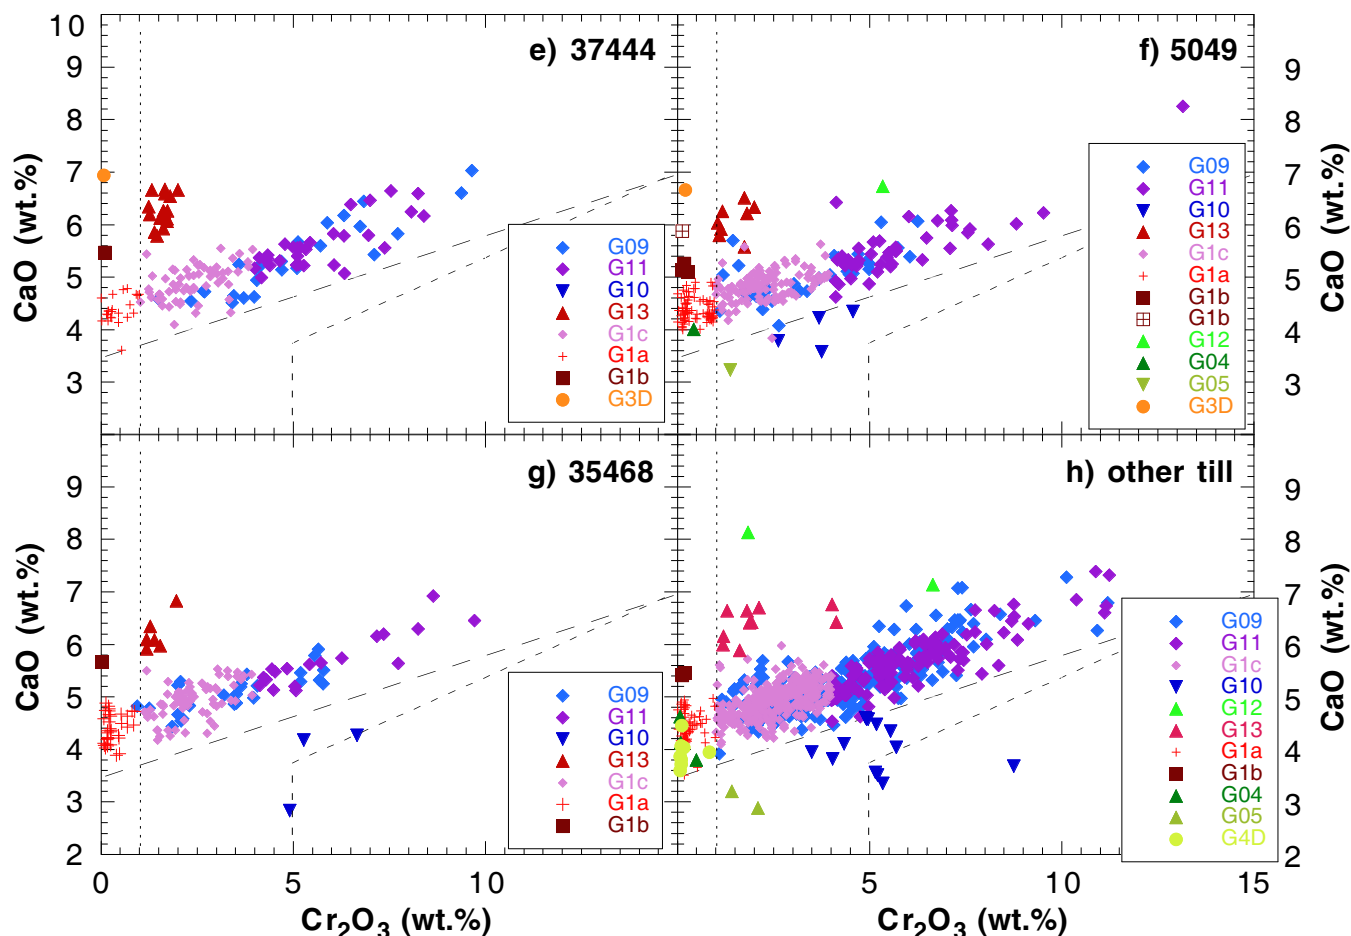 e) 37444
10
9
8
7
6
5
4
3
CaO (wt.%)
G09
G11
G10
G13
G1c
G1a
G1b
G3D
f) 5049
9
8
7
6
5
4
3
CaO (wt.%)
G09
G11
G10
G13
G1c
G1a
G1b
G1b
G12
G04
G05
G3D
g) 35468
9
8
7
6
5
4
3
2
CaO (wt.%)
G09
G11
G10
G13
G1c
G1a
G1b
0 5 10
Cr₂O₃ (wt.%)
h) other till
9
8
7
6
5
4
3
2
CaO (wt.%)
G09
G11
G1c
G10
G12
G13
G1a
G1b
G04
G05
G4D
5 10 15
Cr₂O₃ (wt.%)